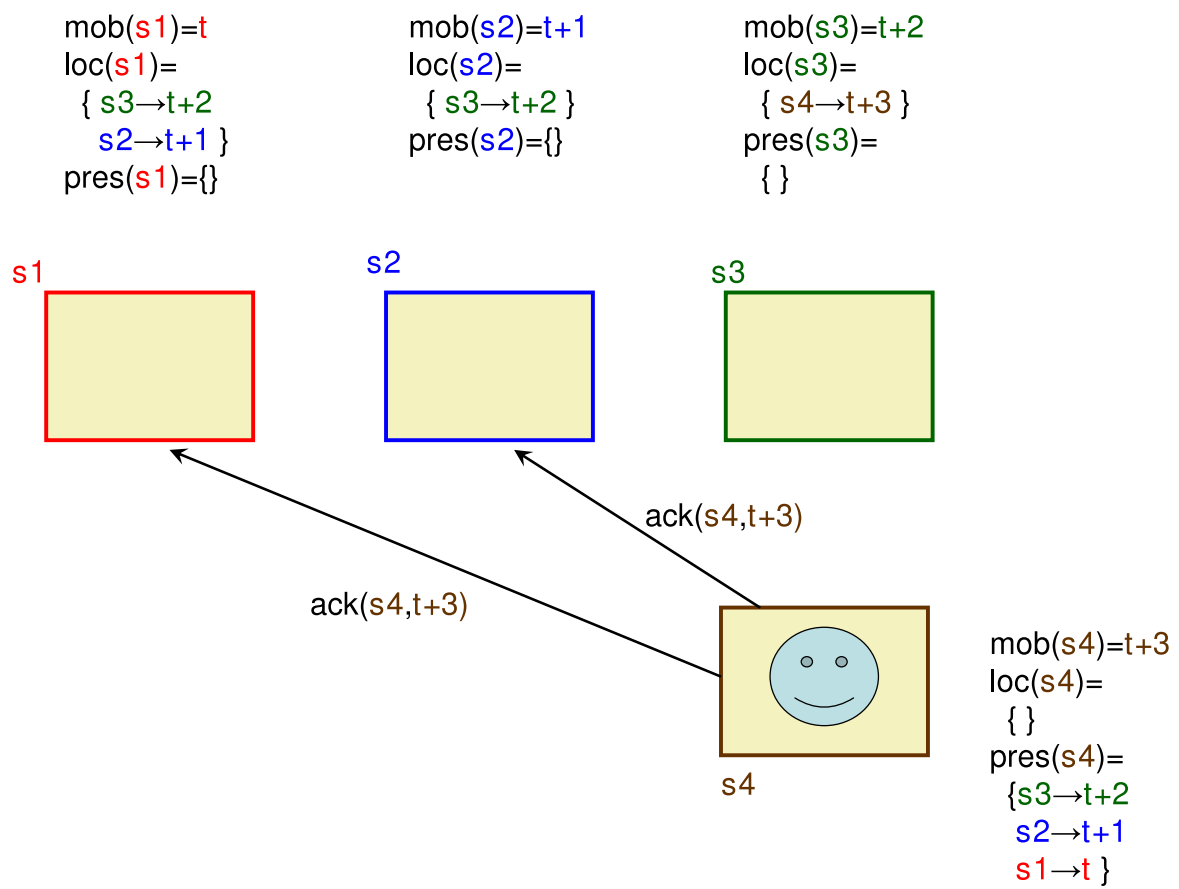 mob(s1)=t
loc(s1)=
{ s3→t+2
s2→t+1 }
pres(s1)={}
mob(s2)=t+1
loc(s2)=
{ s3→t+2 }
pres(s2)={}
mob(s3)=t+2
loc(s3)=
{ s4→t+3 }
pres(s3)=
{ }
s1
s2
s3
ack(s4,t+3)
ack(s4,t+3)
s4
mob(s4)=t+3
loc(s4)=
{ }
pres(s4)=
{s3→t+2
s2→t+1
s1→t }